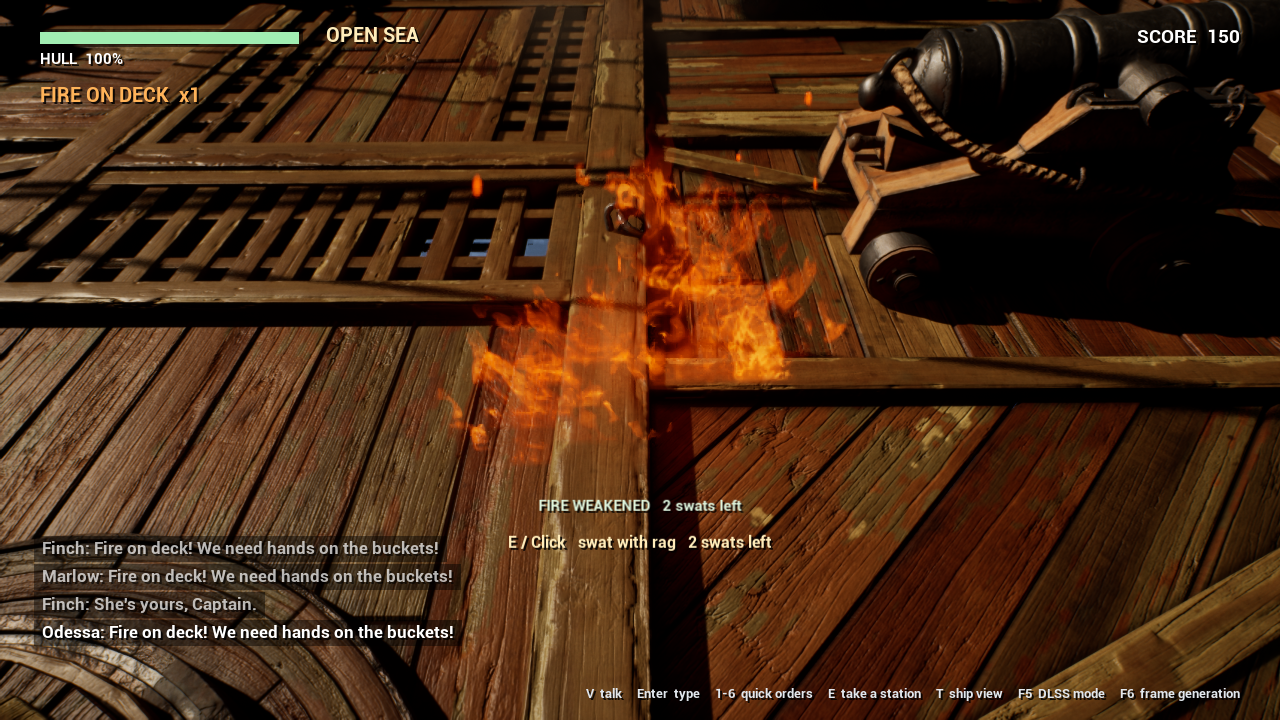 OPEN SEA
SCORE 150
HULL 100%
FIRE ON DECK x1
FIRE WEAKENED 2 swats left
E / Click swat with rag 2 swats left
Finch: Fire on deck! We need hands on the buckets!
Marlow: Fire on deck! We need hands on the buckets!
Finch: She's yours, Captain.
Odessa: Fire on deck! We need hands on the buckets!
V talk Enter type 1-6 quick orders E take a station T ship view F5 DLSS mode F6 frame generation